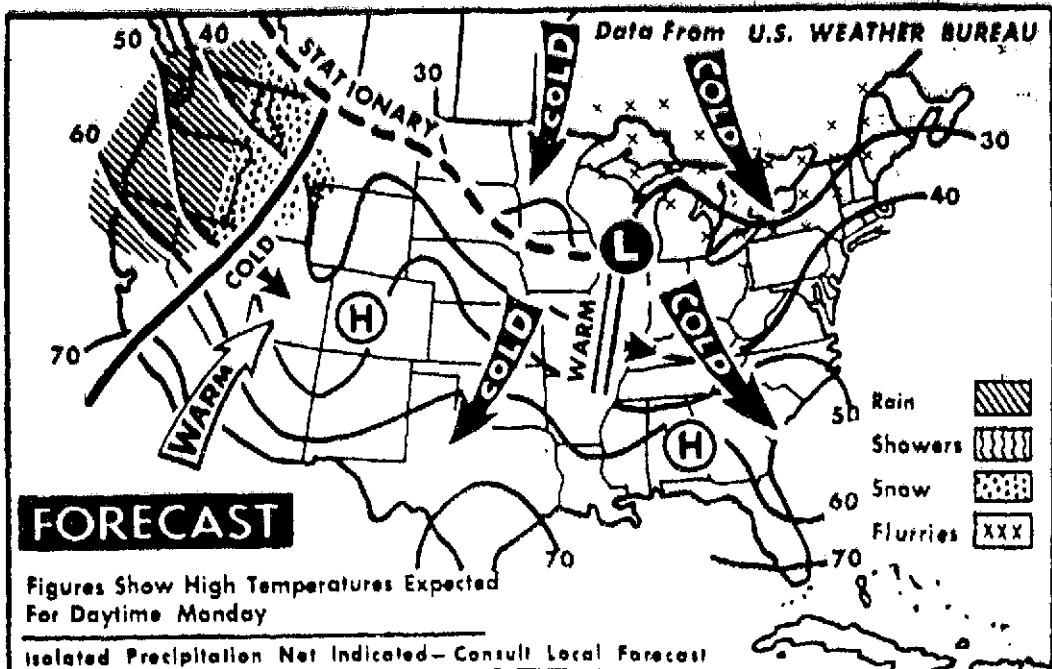 Data From U.S. WEATHER BUREAU
50
40
COLD
COLD
STATIONARY
30
60
30
40
COLD
L
H
COLD
WARM
COLD
70
WARM
50
Rain
H
Showers
Snow
60
Flurries
XXX
FORECAST
70
70
Figures Show High Temperatures Expected
For Daytime Monday
Isolated Precipitation Not Indicated — Consult Local Forecast